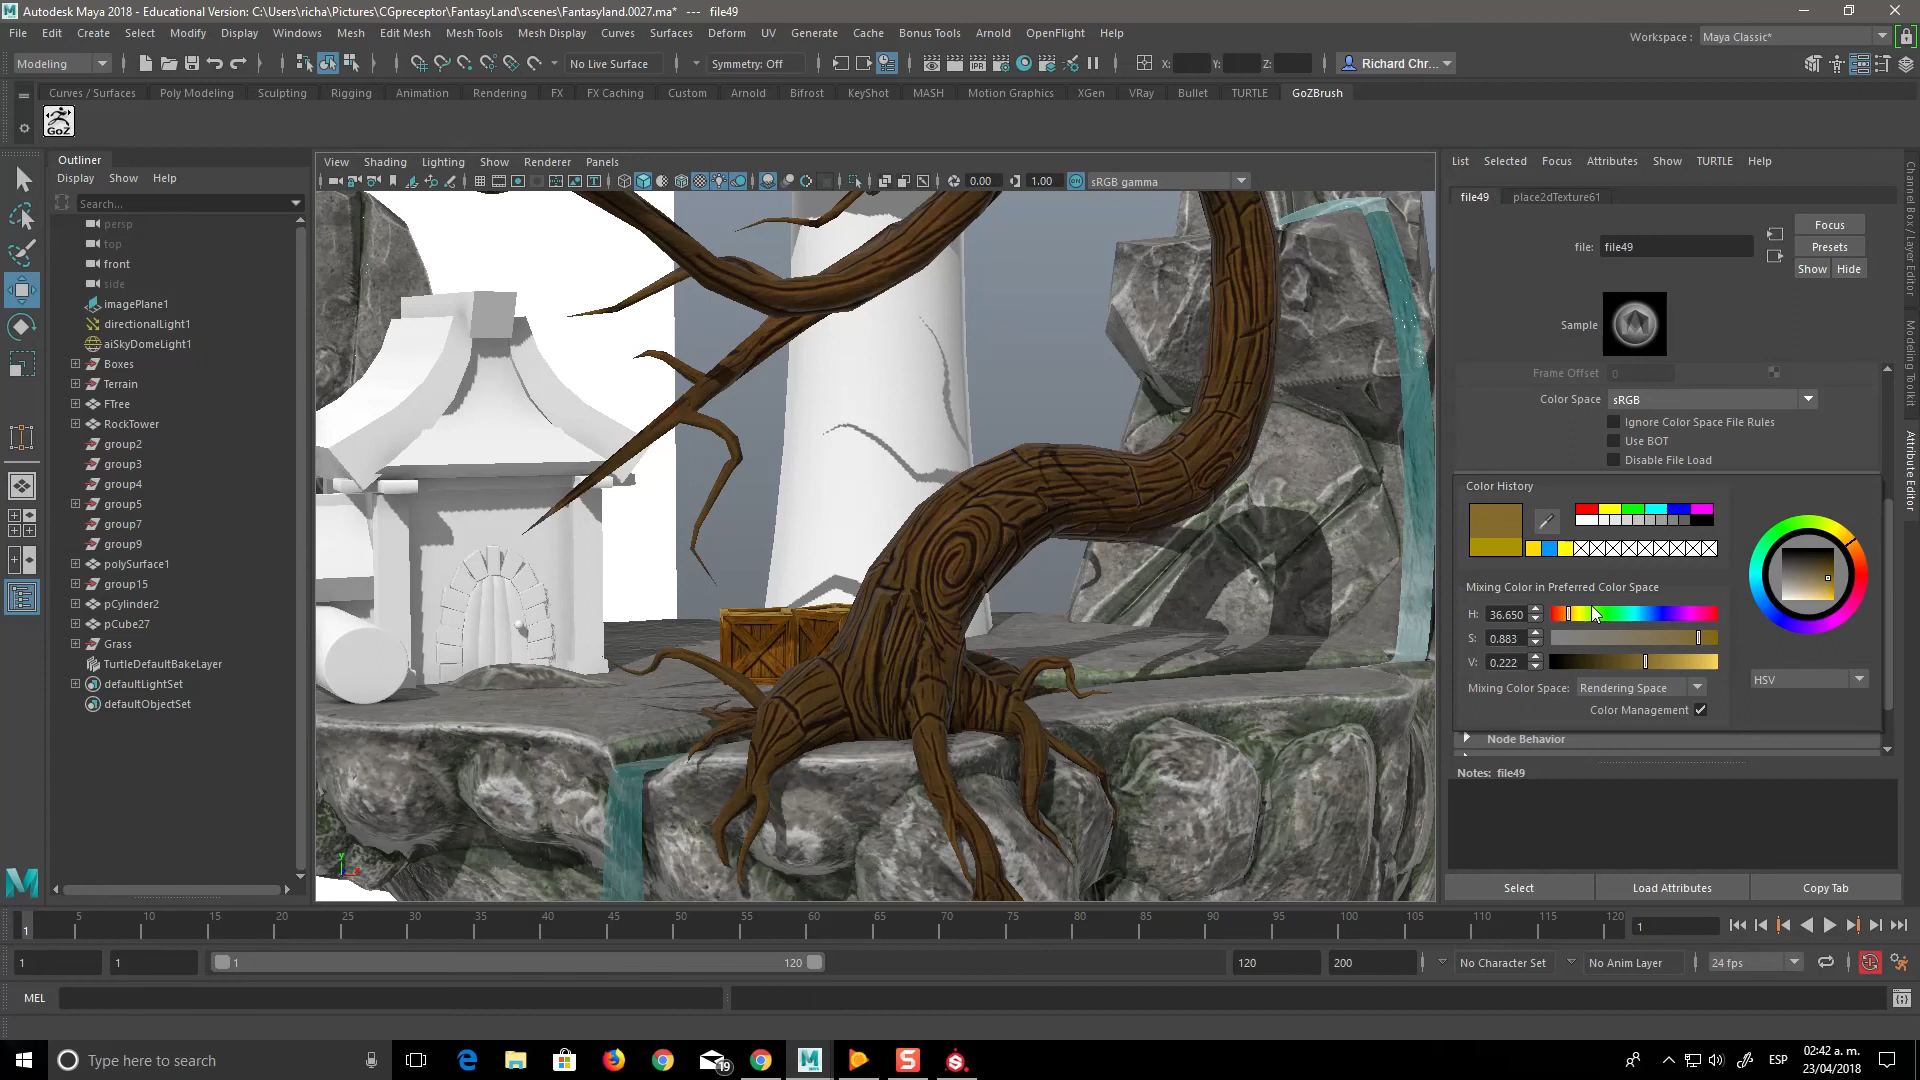 Autodesk Maya 2018 - Educational Version: C:\Users\richa\Pictures\CGpreceptor\FantasyLand\scenes\Fantasyland.0027.ma* --- file49
File Edit Create Select Modify Display Windows Mesh Edit Mesh Mesh Tools Mesh Display Curves Surfaces Deform UV Generate Cache Bonus Tools Arnold OpenFlight Help
Workspace : Maya Classic*
Modeling No Live Surface Symmetry: Off X: Y: Z: Richard Chr...
Curves / Surfaces Poly Modeling Sculpting Rigging Animation Rendering FX FX Caching Custom Arnold Bifrost KeyShot MASH Motion Graphics XGen VRay Bullet TURTLE GoZBrush
GoZ
Outliner
Display Show Help
Search...
persp
top
front
side
imagePlane1
directionalLight1
aiSkyDomeLight1
Boxes
Terrain
FTree
RockTower
group2
group3
group4
group5
group7
group9
polySurface1
group15
pCylinder2
pCube27
Grass
TurtleDefaultBakeLayer
defaultLightSet
defaultObjectSet
View Shading Lighting Show Renderer Panels
0.00 1.00 sRGB gamma
y
List Selected Focus Attributes Show TURTLE Help
file49 place2dTexture61
file: file49
Focus
Presets
Show Hide
Sample
Frame Offset 0
Color Space sRGB
Ignore Color Space File Rules
Use BOT
Disable File Load
Color History
Mixing Color in Preferred Color Space
H: 36.650
S: 0.883
V: 0.222
HSV
Mixing Color Space: Rendering Space
Color Management
Node Behavior
Notes: file49
Select Load Attributes Copy Tab
Channel Box / Layer Editor
Modeling Toolkit
Attribute Editor
5 10 15 20 25 30 35 40 45 50 55 60 65 70 75 80 85 90 95 100 105 110 115 120
1 1
1 1 1 120 120 200 No Character Set No Anim Layer 24 fps
MEL
Type here to search
19
ESP
02:42 a. m.
23/04/2018